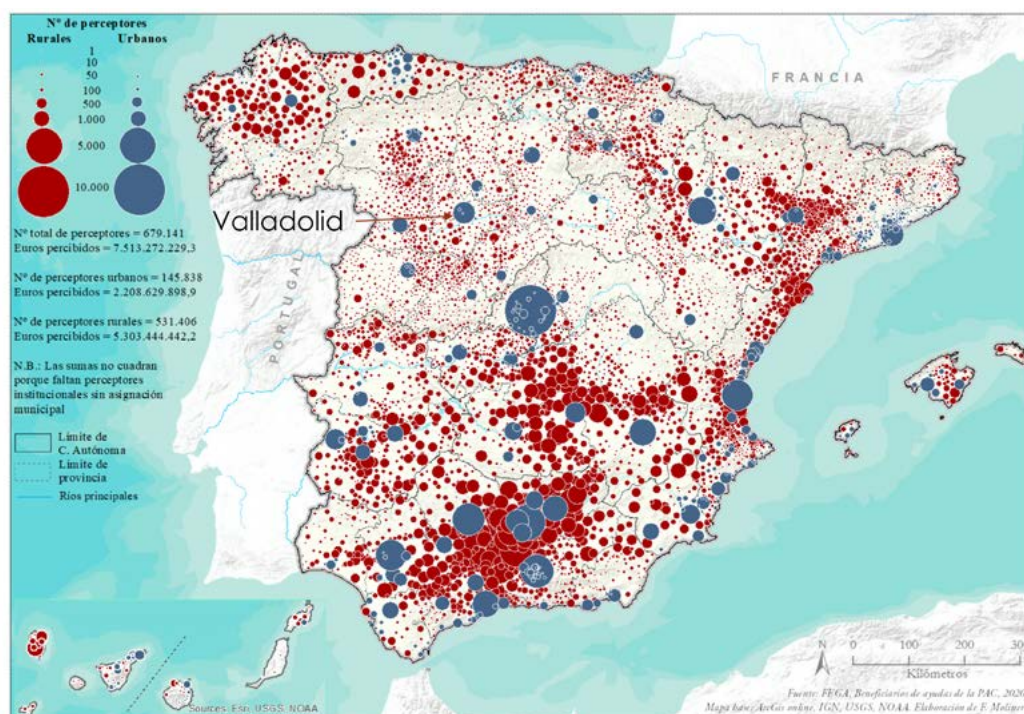 Nº de perceptores
Rurales Urbanos
1
10
50
100
500
1.000
5.000
10.000
Nº total de perceptores = 679.141
Euros percibidos = 7.513.272.229,3
Nº de perceptores urbanos = 145.838
Euros percibidos = 2.208.629.898,9
Nº de perceptores rurales = 531.406
Euros percibidos = 5.303.444.442,2
N.B.: Las sumas no cuadran
porque faltan perceptores
institucionales sin asignación
municipal
Límite de
C. Autónoma
Límite de
provincia
Ríos principales
FRANCIA
Valladolid
PORTUGAL
N 0 100 200 30
Kilómetros
Sources: Esri, USGS, NOAA
Fuente: FEGA, Beneficiarios de ayudas de la PAC, 2020
Mapa base: ArcGis online, IGN, USGS, NOAA. Elaboración de F. Moliner